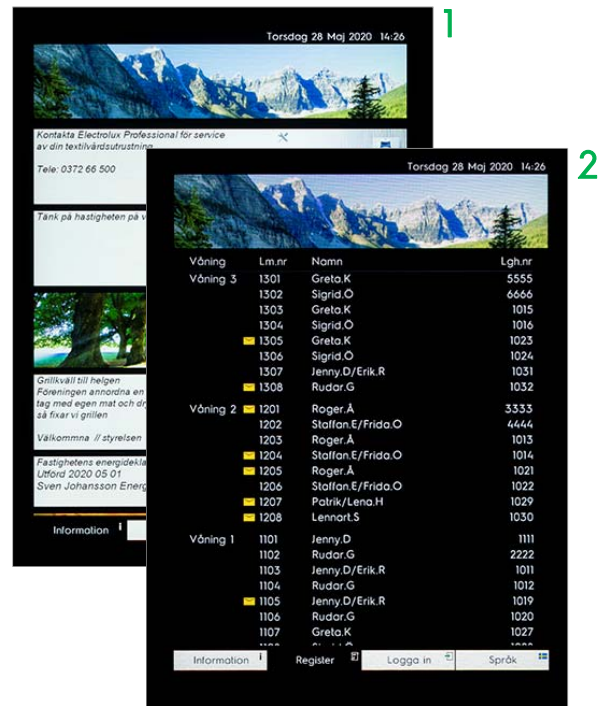 1
Torsdag 28 Maj 2020 14:26
Kontakta Electrolux Professional för service
av din textilvårdsutrustning
Tele: 0372 66 500
Tänk på hastigheten på
Grillkväll till helgen
Föreningen annordna en
tag med egen mat och
så fixar vi grillen
Välkommna // styrelsen
Fastighetens
Utförd 2020 05 01
Sven Johansson
Information i
2
Torsdag 28 Maj 2020 14:26
Våning Lm.nr Namn Lgh.nr
Våning 3 1301 Greta.K 5555
1302 Sigrid.Ö 6666
1303 Greta.K 1015
1304 Sigrid.Ö 1016
1305 Greta.K 1023
1306 Sigrid.Ö 1024
1307 Jenny.D/Erik.R 1031
1308 Rudar.G 1032
Våning 2 1201 Roger.Å 3333
1202 Staffan.E/Frida.O 4444
1203 Roger.Å 1013
1204 Staffan.E/Frida.O 1014
1205 Roger.Å 1021
1206 Staffan.E/Frida.O 1022
1207 Patrik/Lena.H 1029
1208 Lennart.S 1030
Våning 1 1101 Jenny.D 1111
1102 Rudar.G 2222
1103 Jenny.D/Erik.R 1011
1104 Rudar.G 1012
1105 Jenny.D/Erik.R 1019
1106 Rudar.G 1020
1107 Greta.K 1027
Information i Register Logga in Språk